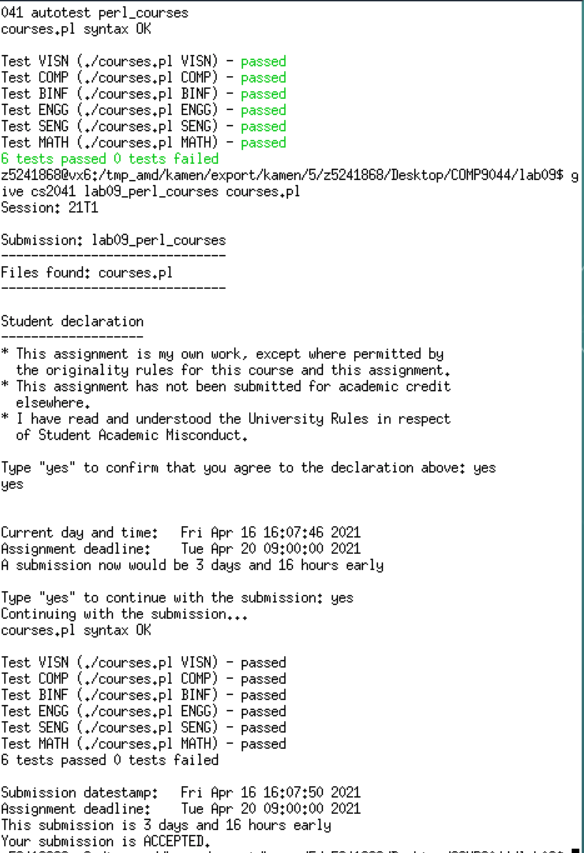 041 autotest perl_courses
courses.pl syntax OK
Test VISN (./courses.pl VISN) - passed
Test COMP (./courses.pl COMP) - passed
Test BINF (./courses.pl BINF) - passed
Test ENGG (./courses.pl ENGG) - passed
Test SENG (./courses.pl SENG) - passed
Test MATH (./courses.pl MATH) - passed
6 tests passed 0 tests failed
z5241868@vx6:/tmp_amd/kamen/export/kamen/5/z5241868/Desktop/COMP9044/lab09$ g
ive cs2041 lab09_perl_courses courses.pl
Session: 21T1
Submission: lab09_perl_courses
------------------------------
Files found: courses.pl
------------------------------
Student declaration
-------------------
* This assignment is my own work, except where permitted by
the originality rules for this course and this assignment.
* This assignment has not been submitted for academic credit
elsewhere.
* I have read and understood the University Rules in respect
of Student Academic Misconduct.
Type "yes" to confirm that you agree to the declaration above: yes
yes
Current day and time: Fri Apr 16 16:07:46 2021
Assignment deadline: Tue Apr 20 09:00:00 2021
A submission now would be 3 days and 16 hours early
Type "yes" to continue with the submission: yes
Continuing with the submission...
courses.pl syntax OK
Test VISN (./courses.pl VISN) - passed
Test COMP (./courses.pl COMP) - passed
Test BINF (./courses.pl BINF) - passed
Test ENGG (./courses.pl ENGG) - passed
Test SENG (./courses.pl SENG) - passed
Test MATH (./courses.pl MATH) - passed
6 tests passed 0 tests failed
Submission datestamp: Fri Apr 16 16:07:50 2021
Assignment deadline: Tue Apr 20 09:00:00 2021
This submission is 3 days and 16 hours early
Your submission is ACCEPTED.